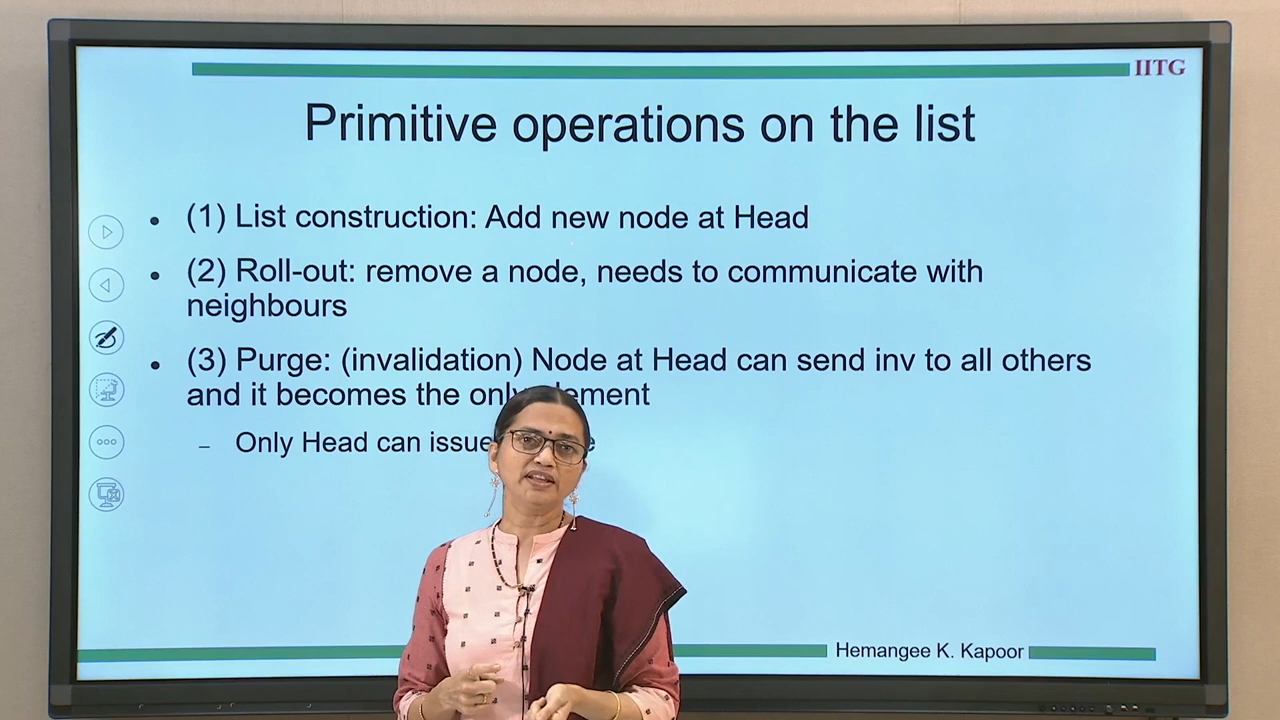 IITG
Primitive operations on the list
• (1) List construction: Add new node at Head
• (2) Roll-out: remove a node, needs to communicate with
neighbours
• (3) Purge: (invalidation) Node at Head can send inv to all others
and it becomes the only
– Only Head can issue
Hemangee K. Kapoor